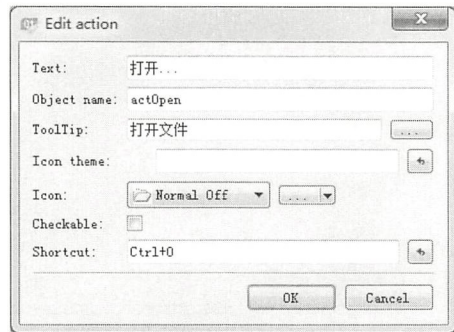 Edit action
Text: 打开...
Object name: actOpen
ToolTip: 打开文件 ...
Icon theme:
Icon: Normal Off ...
Checkable:
Shortcut: Ctrl+O
OK Cancel